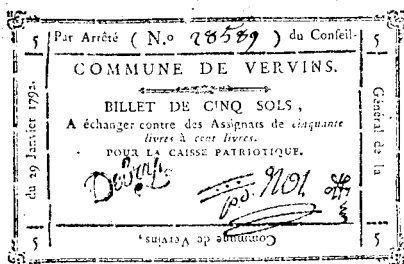 5 Par Arrêté ( N.o 28589 ) du Conseil- 5
Général de la
5 Commune de Vervins, 5
du 29 Janvier 1792.
COMMUNE DE VERVINS.
BILLET DE CINQ SOLS,
A échanger contre des Assignats de cinquante
livres à cent livres.
POUR LA CAISSE PATRIOTIQUE.